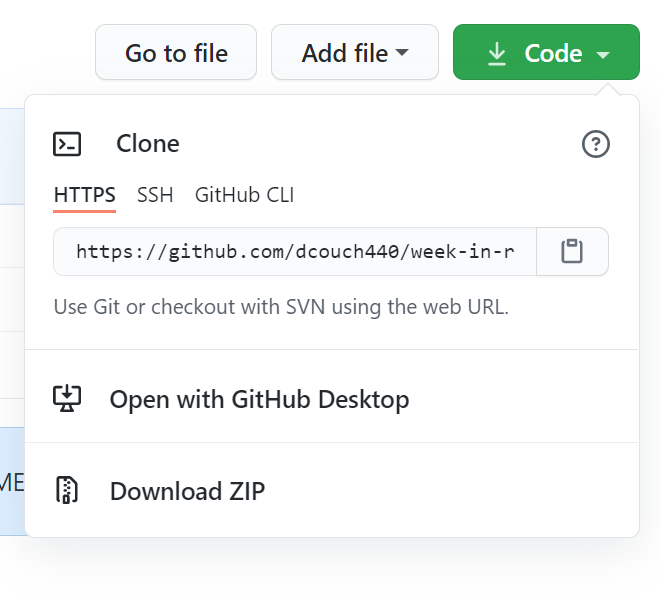 Go to file
Add file
Code
Clone
HTTPS SSH GitHub CLI
https://github.com/dcouch440/week-in-r
Use Git or checkout with SVN using the web URL.
Open with GitHub Desktop
ME
Download ZIP